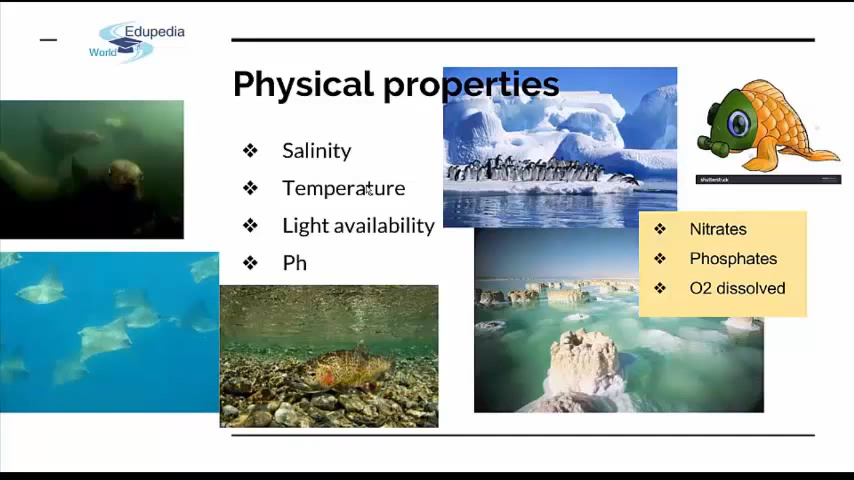 Edupedia
World
Physical properties
❖ Salinity
❖ Temperature
❖ Light availability
❖ Ph
shutterstock
❖ Nitrates
❖ Phosphates
❖ O2 dissolved